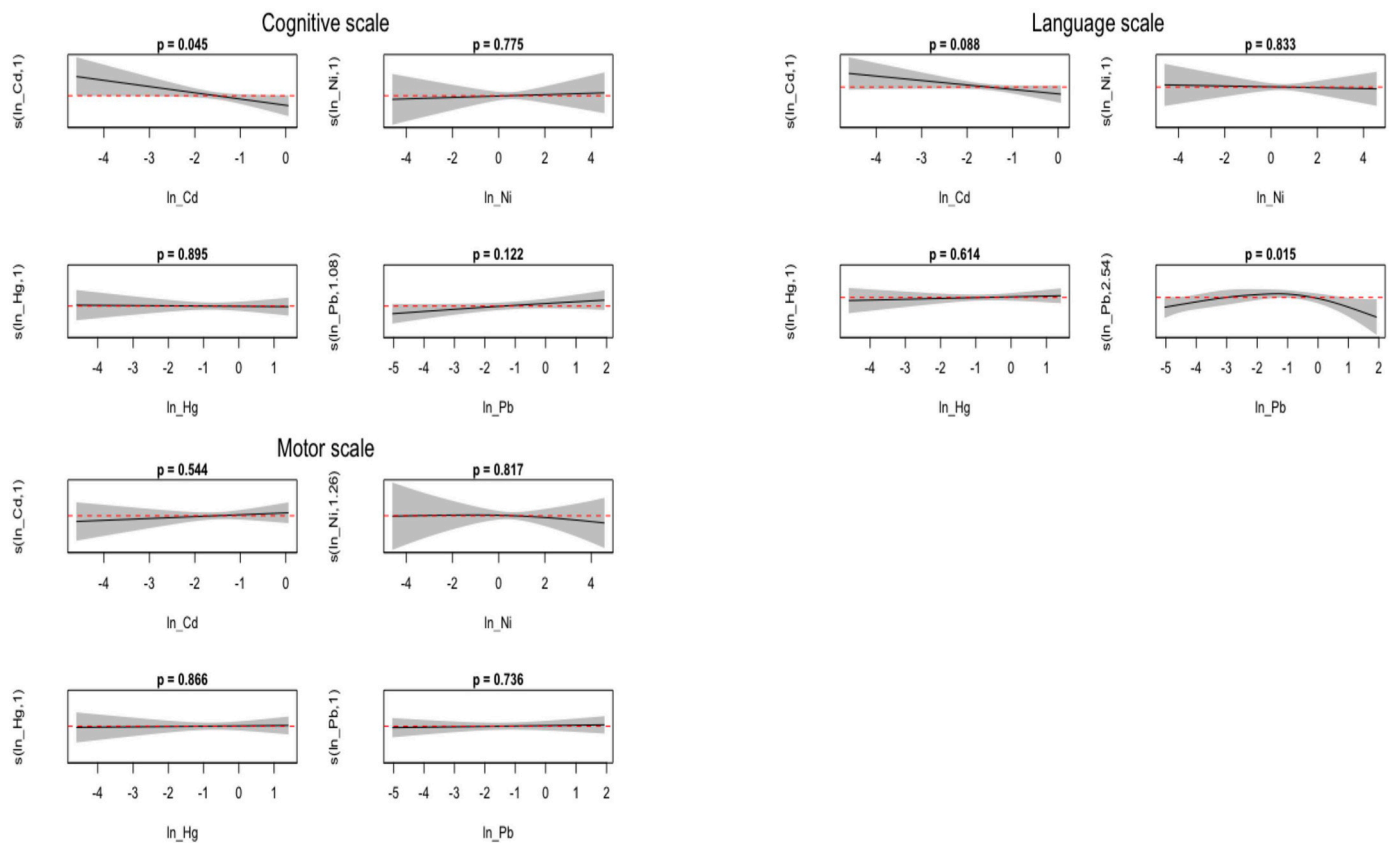 Cognitive scale
p = 0.045
s(ln_Cd,1)
-4 -3 -2 -1 0
ln_Cd
p = 0.775
s(ln_Ni,1)
-4 -2 0 2 4
ln_Ni
p = 0.895
s(ln_Hg,1)
-4 -3 -2 -1 0 1
ln_Hg
p = 0.122
s(ln_Pb,1.08)
-5 -4 -3 -2 -1 0 1 2
ln_Pb
Language scale
p = 0.088
s(ln_Cd,1)
-4 -3 -2 -1 0
ln_Cd
p = 0.833
s(ln_Ni,1)
-4 -2 0 2 4
ln_Ni
p = 0.614
s(ln_Hg,1)
-4 -3 -2 -1 0 1
ln_Hg
p = 0.015
s(ln_Pb,2.54)
-5 -4 -3 -2 -1 0 1 2
ln_Pb
Motor scale
p = 0.544
s(ln_Cd,1)
-4 -3 -2 -1 0
ln_Cd
p = 0.817
s(ln_Ni,1.26)
-4 -2 0 2 4
ln_Ni
p = 0.866
s(ln_Hg,1)
-4 -3 -2 -1 0 1
ln_Hg
p = 0.736
s(ln_Pb,1)
-5 -4 -3 -2 -1 0 1 2
ln_Pb